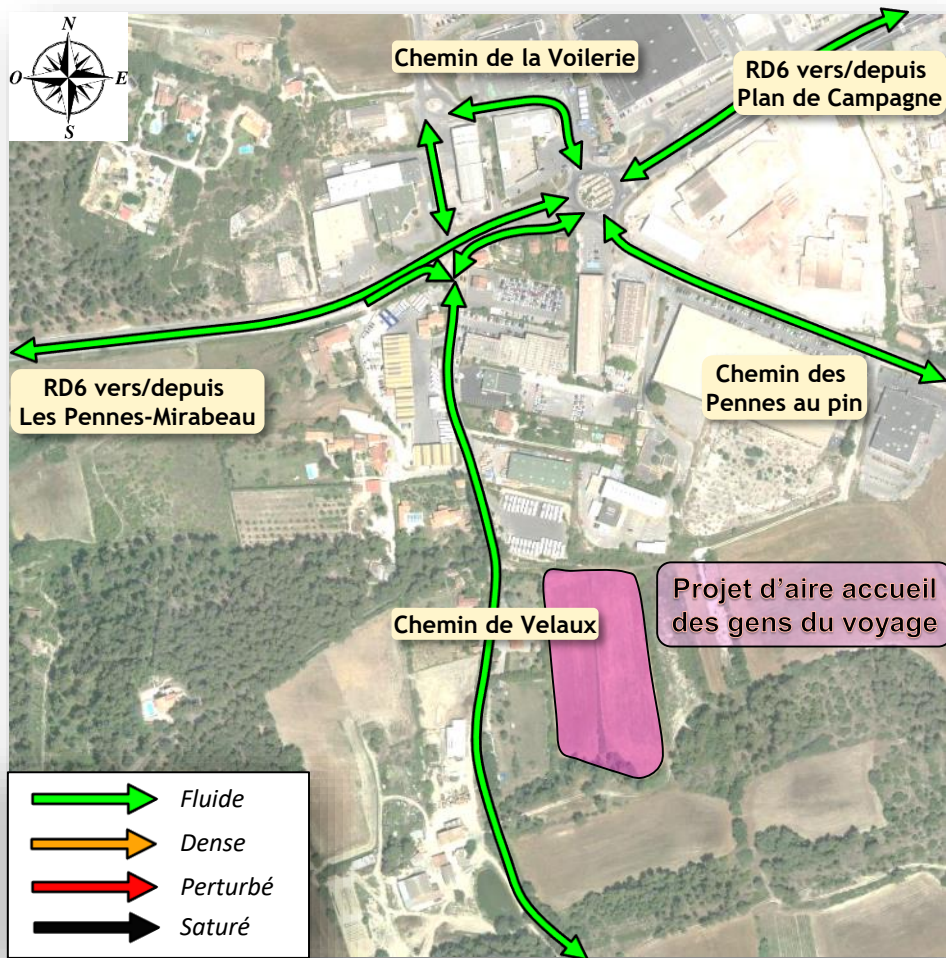 N
O E
S
Chemin de la Voilerie
RD6 vers/depuis
Plan de Campagne
RD6 vers/depuis
Les Pennes-Mirabeau
Chemin des
Pennes au pin
Projet d'aire accueil
des gens du voyage
Chemin de Velaux
Fluide
Dense
Perturbé
Saturé